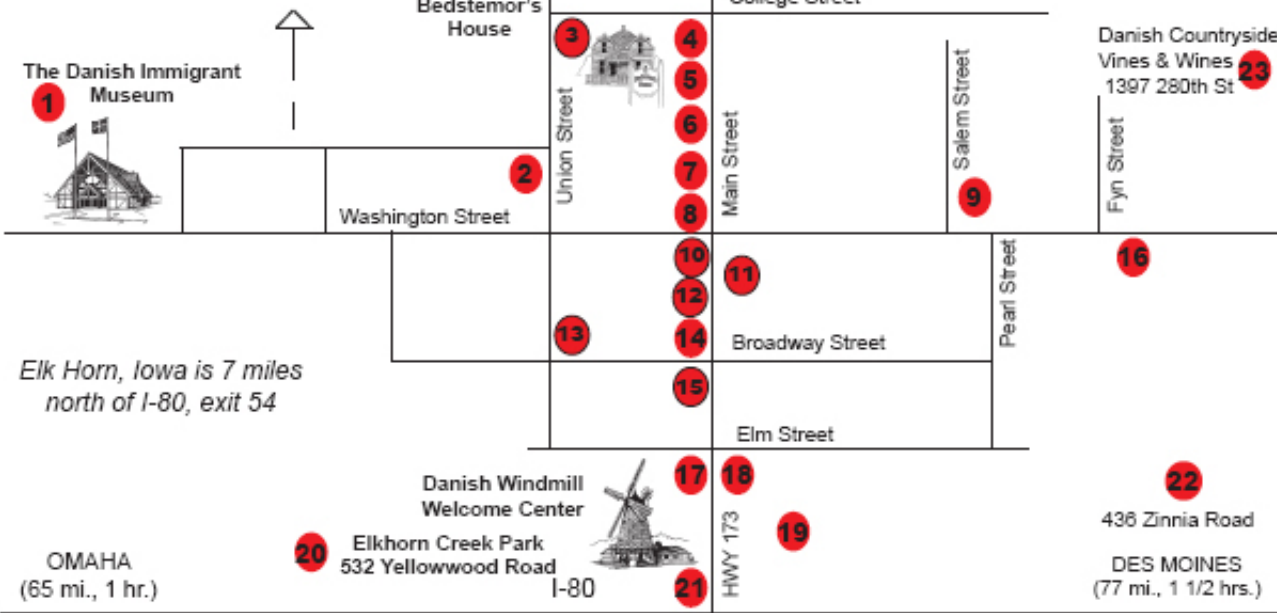 Bedstemor's
House
College Street
3
4
Danish Countryside
Vines & Wines
1397 280th St
23
The Danish Immigrant
Museum
1
5
6
Union Street
Main Street
Salem Street
Fyn Street
2
7
9
Washington Street
8
10
11
16
12
Pearl Street
13
14
Broadway Street
Elk Horn, Iowa is 7 miles
north of I-80, exit 54
15
Elm Street
Danish Windmill
Welcome Center
17
18
22
436 Zinnia Road
HWY 173
19
20
Elkhorn Creek Park
532 Yellowwood Road
OMAHA
(65 mi., 1 hr.)
I-80
21
DES MOINES
(77 mi., 1 1/2 hrs.)